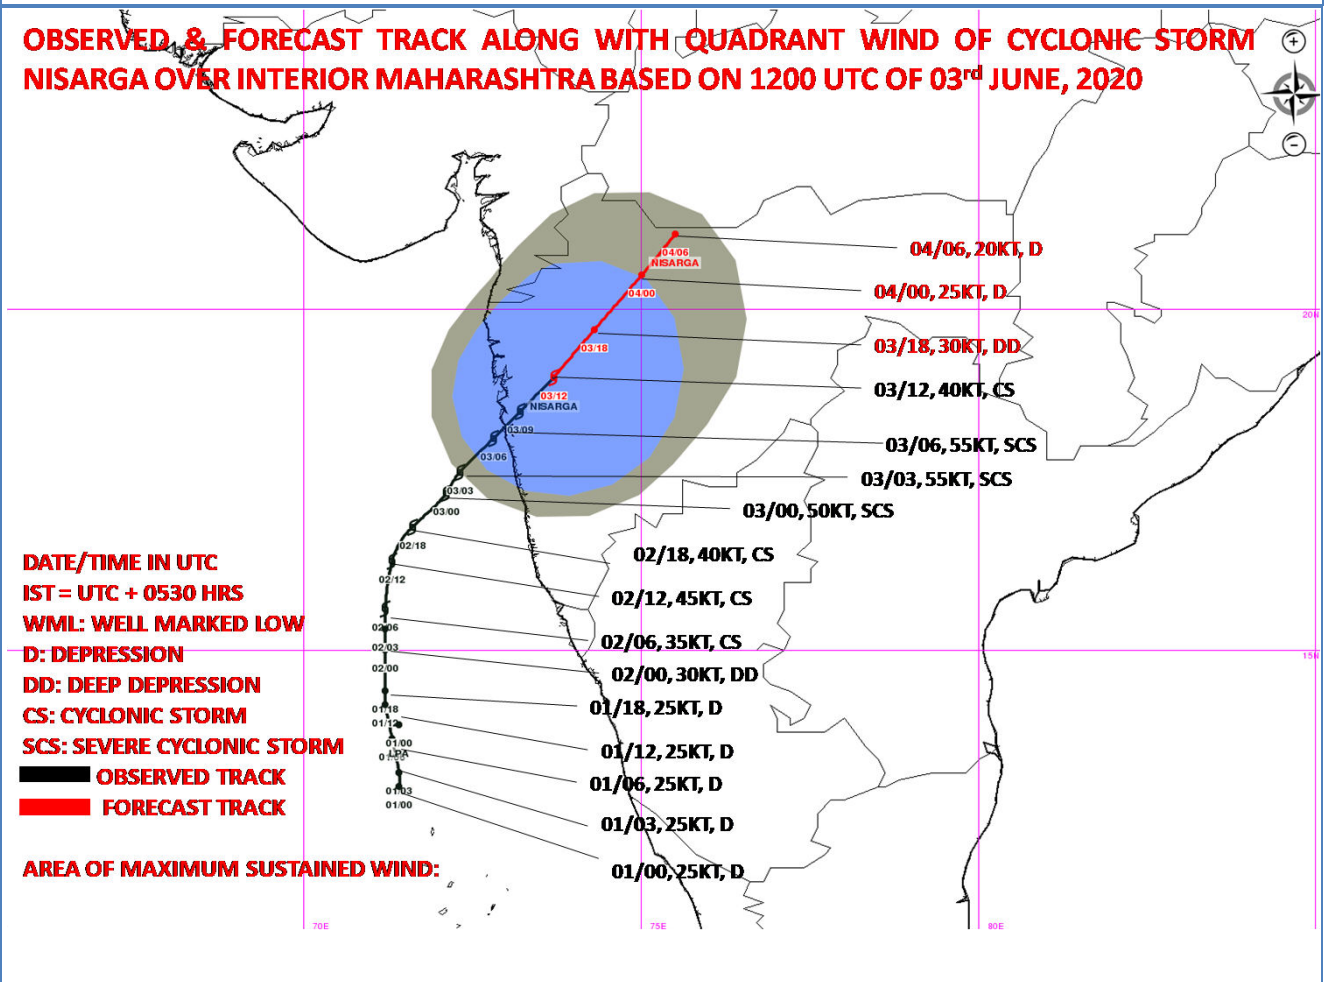 OBSERVED & FORECAST TRACK ALONG WITH QUADRANT WIND OF CYCLONIC STORM
NISARGA OVER INTERIOR MAHARASHTRA BASED ON 1200 UTC OF 03rd JUNE, 2020
+
-
04/06, 20KT, D
04/06
NISARGA
04/00, 25KT, D
04/00
20N
03/18, 30KT, DD
03/18
03/12, 40KT, CS
03/12
NISARGA
03/09
03/06, 55KT, SCS
03/06
03/03, 55KT, SCS
03/03
03/00, 50KT, SCS
03/00
02/18, 40KT, CS
02/18
02/12, 45KT, CS
02/12
02/06, 35KT, CS
02/06
02/03
15N
02/00, 30KT, DD
02/00
01/18, 25KT, D
01/18
01/12
01/12, 25KT, D
01/00
LPA
01/06, 25KT, D
01/03
01/00
01/03, 25KT, D
01/00, 25KT, D
DATE/TIME IN UTC
IST = UTC + 0530 HRS
WML: WELL MARKED LOW
D: DEPRESSION
DD: DEEP DEPRESSION
CS: CYCLONIC STORM
SCS: SEVERE CYCLONIC STORM
OBSERVED TRACK
FORECAST TRACK
AREA OF MAXIMUM SUSTAINED WIND:
70E
75E
80E